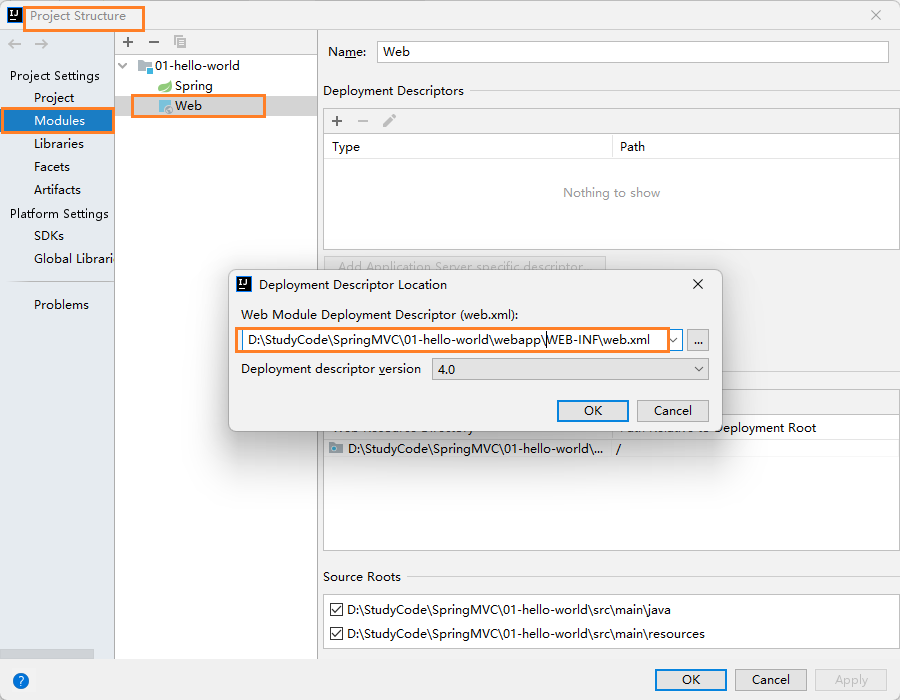 Project Structure
Project Settings
Project
Modules
Libraries
Facets
Artifacts
Platform Settings
SDKs
Global Librari
Problems
01-hello-world
Spring
Web
Name: Web
Deployment Descriptors
Type Path
Nothing to show
Add Application Server specific descriptor
Deployment Descriptor Location
Web Module Deployment Descriptor (web.xml):
D:\StudyCode\SpringMVC\01-hello-world\webapp\WEB-INF\web.xml
...
Deployment descriptor version 4.0
OK Cancel
Web Resource Directory Path Relative to Deployment Root
D:\StudyCode\SpringMVC\01-hello-world\... /
Source Roots
D:\StudyCode\SpringMVC\01-hello-world\src\main\java
D:\StudyCode\SpringMVC\01-hello-world\src\main\resources
?
OK Cancel Apply